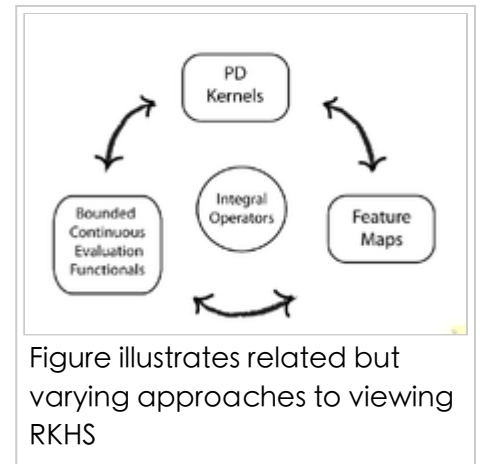 PD
Kernels
Integral
Operators
Bounded
Continuous
Evaluation
Functionals
Feature
Maps
Figure illustrates related but
varying approaches to viewing
RKHS